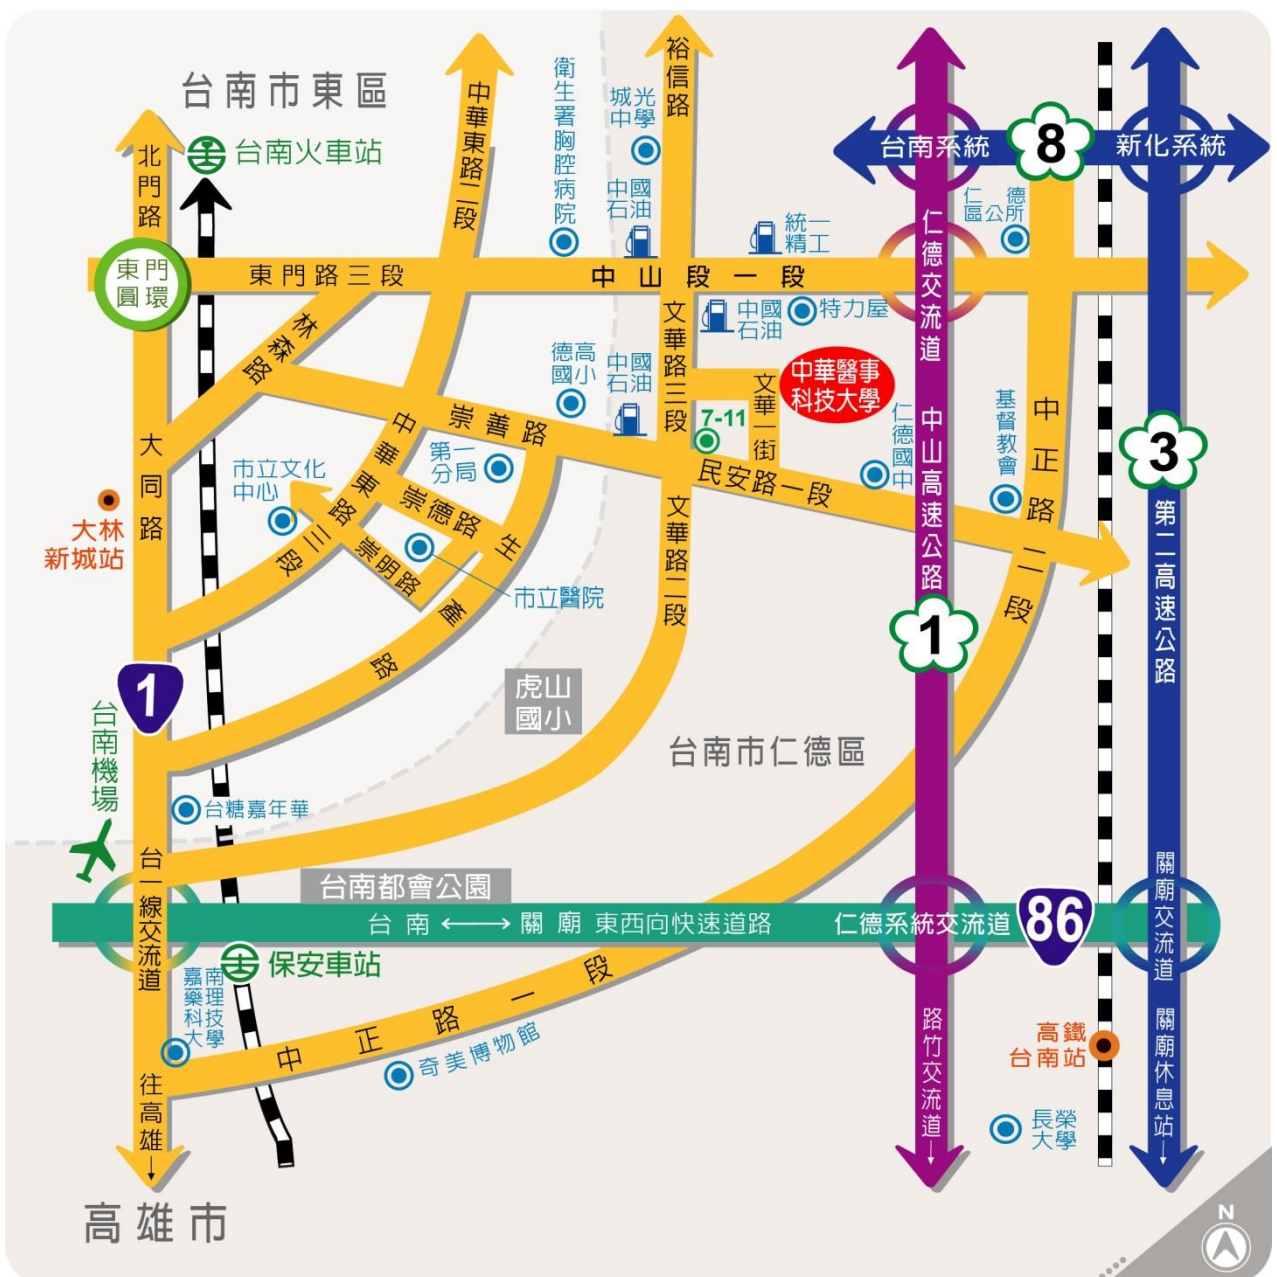 台南市東區
台南火車站
北門路
東門
圓環
東門路三段
中華東路二段
衛生署胸腔病院
城光
中學
裕信路
中國
石油
統一
精工
中山段一段
台南系統
8
新化系統
仁德
區公所
仁德交流道
林森路
文華路三段
中國
石油
特力屋
德高
國小
中國
石油
中華醫事
科技大學
文華一街
7-11
仁德
國中
基督教會
中正路二段
3
第二高速公路
中山高速公路
1
崇善路
第一
分局
中華東路三段
大同路
市立文化
中心
大林
新城站
崇德路
崇明路
市立醫院
生產路
民安路一段
文華路二段
1
虎山
國小
台南市仁德區
台南機場
台糖嘉年華
台南都會公園
台一線交流道
台南 ←→ 關廟 東西向快速道路
仁德系統交流道
86
關廟交流道
保安車站
嘉南
藥理
科技
大學
中正路一段
奇美博物館
高鐵
台南站
長榮
大學
路竹交流道↓
關廟休息站↓
往高雄↓
高雄市
N